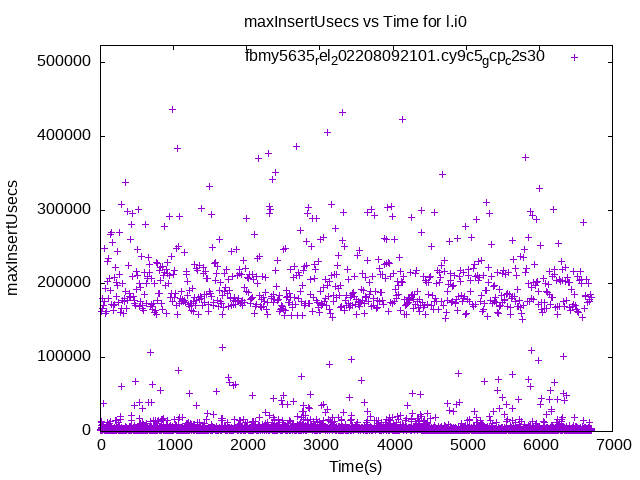 maxInsertUsecs vs Time for l.i0
fbmy5635_rel_202208092101.cy9c5_gcp_c2s30
500000
400000
300000
200000
100000
0
maxInsertUsecs
0 1000 2000 3000 4000 5000 6000 7000
Time(s)